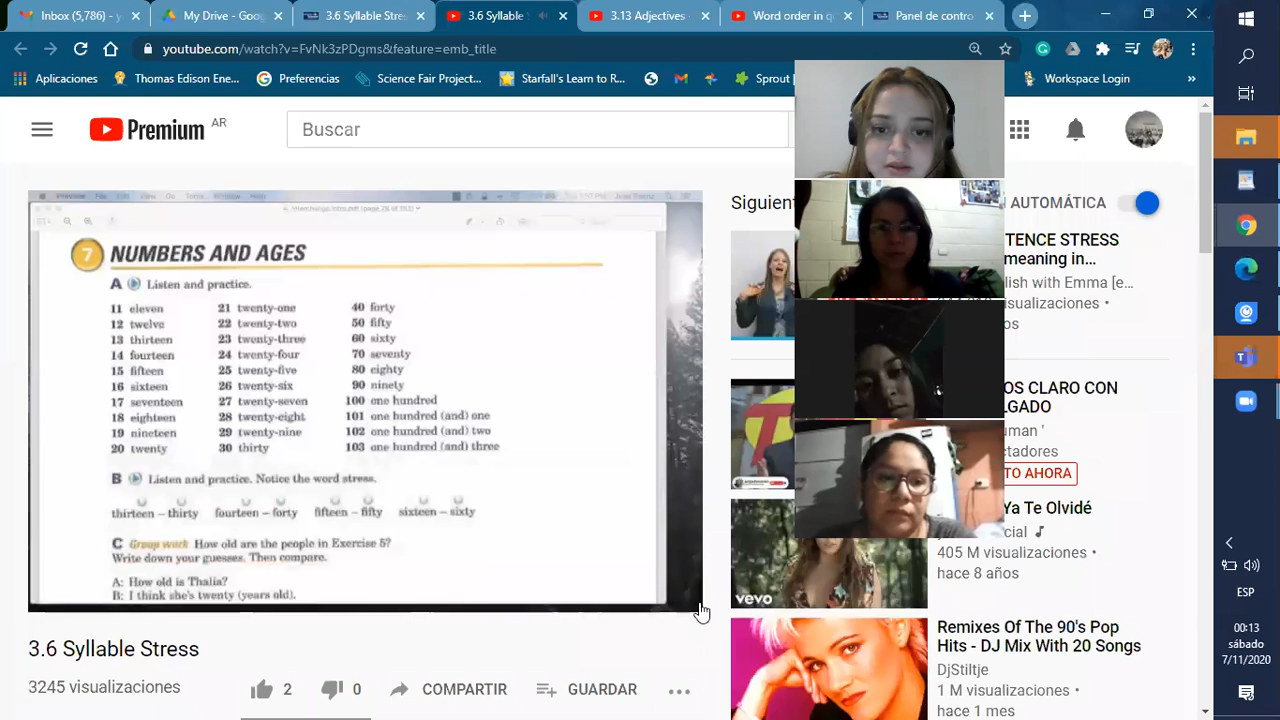 Inbox (5,786) -
My Drive - Goog
3.6 Syllable Stres
3.6 Syllable S
3.13 Adjectives -
Word order in qu
Panel de contro
youtube.com/watch?v=FvNk3zPDgms&feature=emb_title
Aplicaciones
Thomas Edison Ene...
Preferencias
Science Fair Project...
Starfall's Learn to R...
Sprout
Workspace Login
Premium AR
Buscar
7 NUMBERS AND AGES
A Listen and practice.
11 eleven 21 twenty-one 40 forty
12 twelve 22 twenty-two 50 fifty
13 thirteen 23 twenty-three 60 sixty
14 fourteen 24 twenty-four 70 seventy
15 fifteen 25 twenty-five 80 eighty
16 sixteen 26 twenty-six 90 ninety
17 seventeen 27 twenty-seven 100 one hundred
18 eighteen 28 twenty-eight 101 one hundred (and) one
19 nineteen 29 twenty-nine 102 one hundred (and) two
20 twenty 30 thirty 103 one hundred (and) three
B Listen and practice. Notice the word stress.
thirteen – thirty fourteen – forty fifteen – fifty sixteen – sixty
C Group work How old are the people in Exercise 5?
Write down your guesses. Then compare.
A: How old is Thalia?
B: I think she's twenty (years old).
3.6 Syllable Stress
3245 visualizaciones
2
0
COMPARTIR
GUARDAR
Siguient
AUTOMÁTICA
TENCE STRESS
meaning in...
lish with Emma [e...
sualizaciones •
os
OS CLARO CON
LGADO
uman '
ctadores
TO AHORA
Ya Te Olvidé
cial
405 M visualizaciones •
hace 8 años
vevo
Remixes Of The 90's Pop
Hits - DJ Mix With 20 Songs
DjStiltje
1 M visualizaciones •
hace 1 mes
ESP
00:13
sábado
7/11/2020